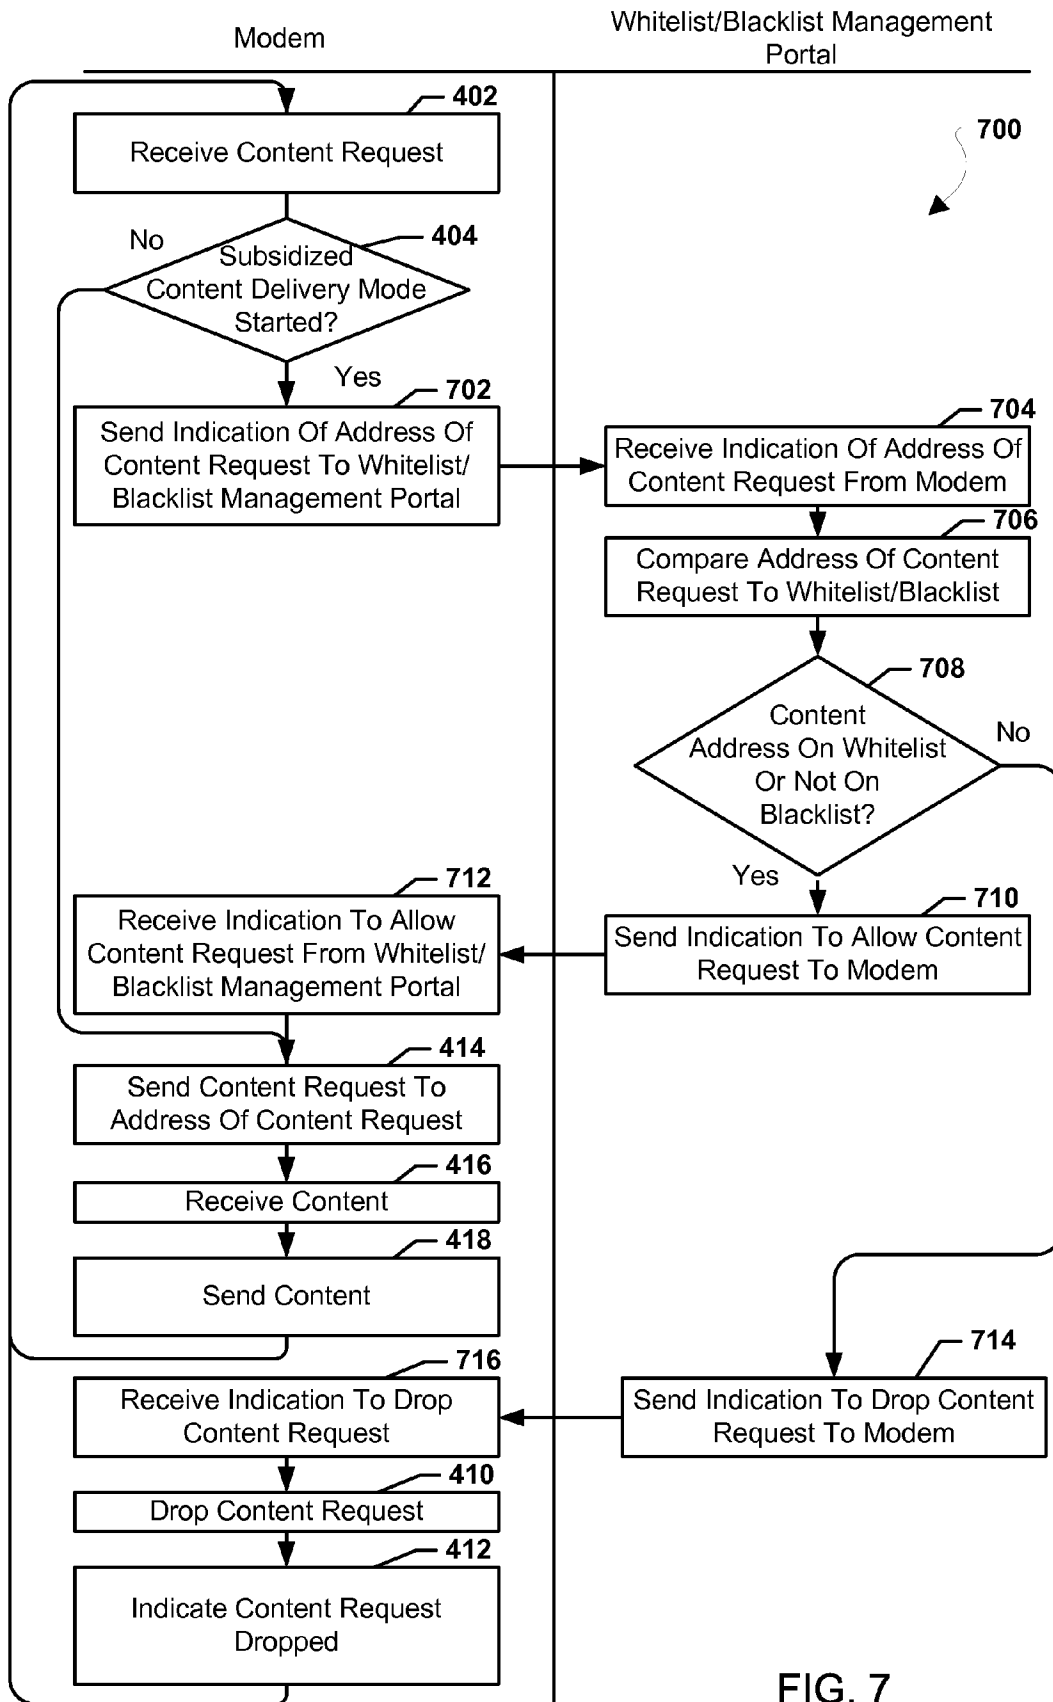 Modem
Whitelist/Blacklist Management
Portal
402
Receive Content Request
700
No
404
Subsidized
Content Delivery Mode
Started?
Yes
702
Send Indication Of Address Of
Content Request To Whitelist/
Blacklist Management Portal
704
Receive Indication Of Address Of
Content Request From Modem
706
Compare Address Of Content
Request To Whitelist/Blacklist
708
Content
Address On Whitelist
Or Not On
Blacklist?
No
Yes
712
Receive Indication To Allow
Content Request From Whitelist/
Blacklist Management Portal
710
Send Indication To Allow Content
Request To Modem
414
Send Content Request To
Address Of Content Request
416
Receive Content
418
Send Content
716
Receive Indication To Drop
Content Request
714
Send Indication To Drop Content
Request To Modem
410
Drop Content Request
412
Indicate Content Request
Dropped
FIG. 7